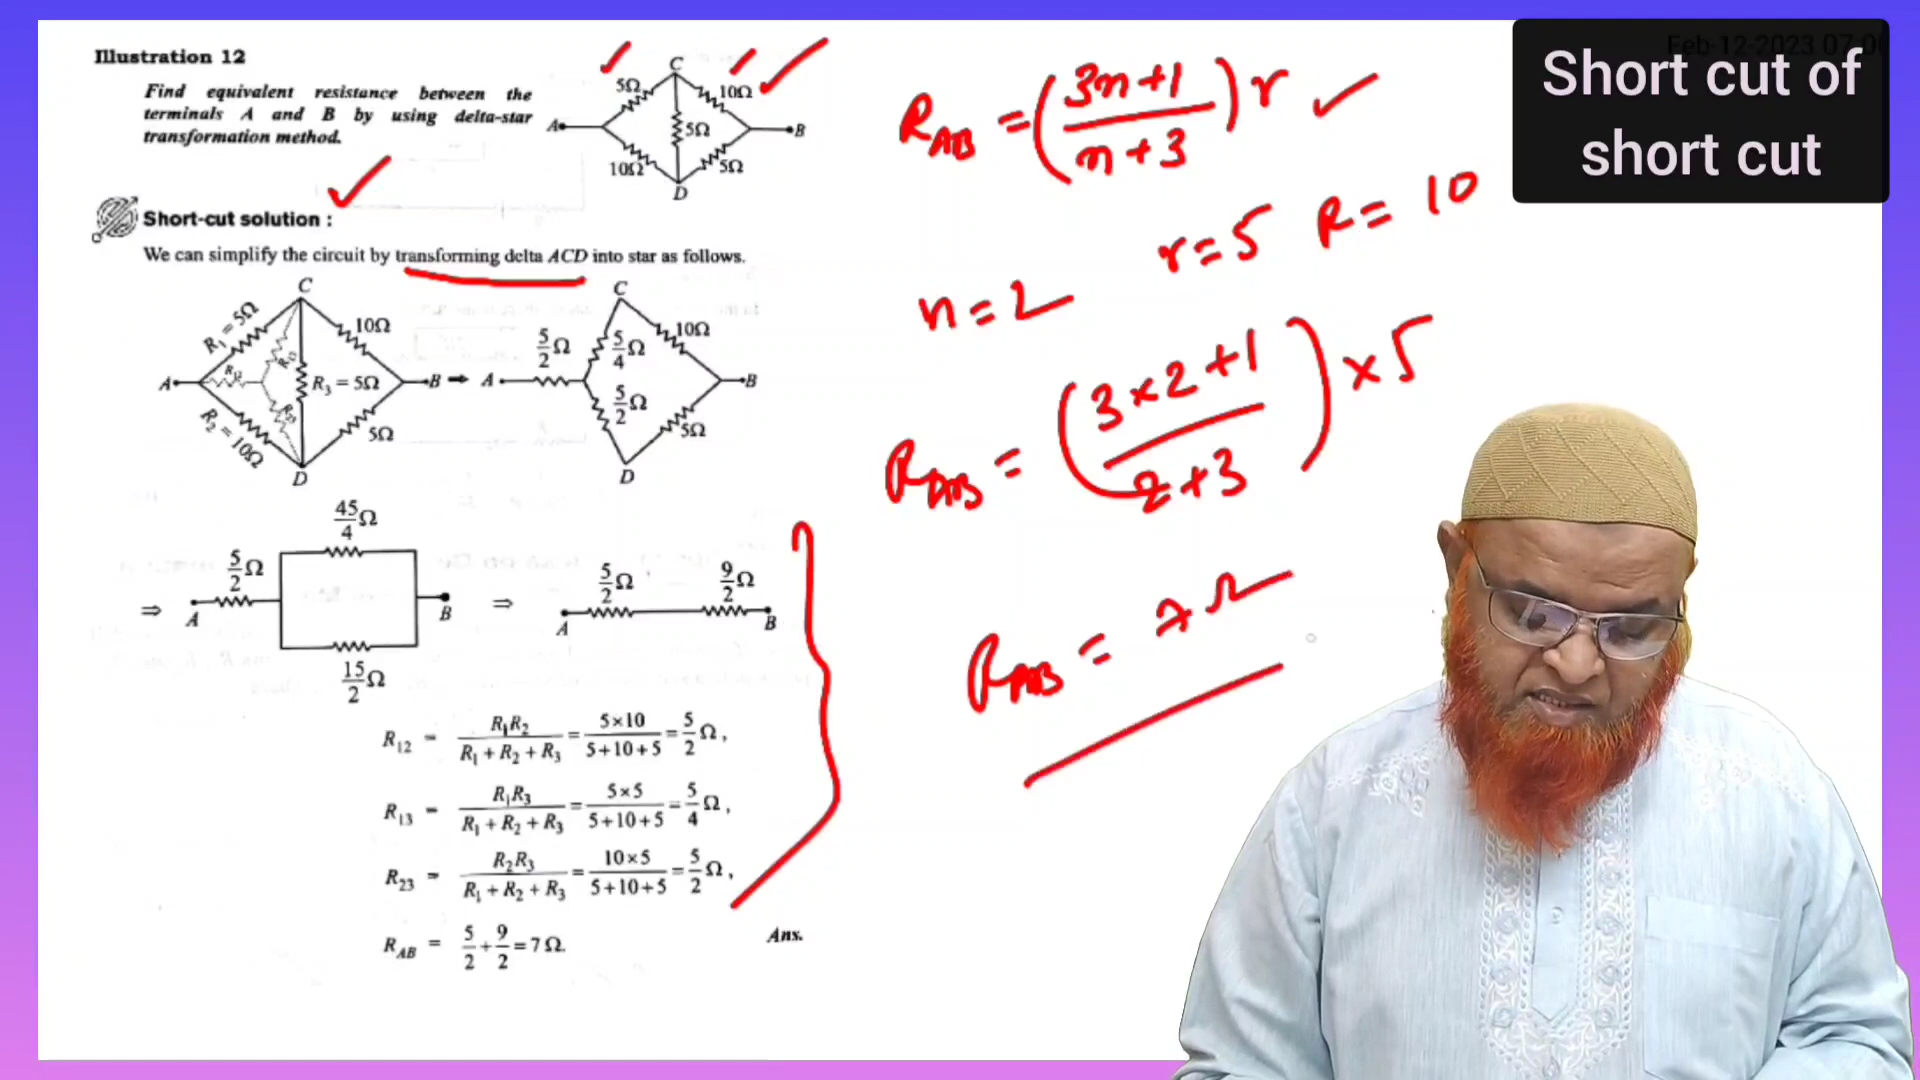 Illustration 12
Find equivalent resistance between the
terminals A and B by using delta-star
transformation method.
C
5Ω
10Ω
A
5Ω
B
10Ω
5Ω
D
Short-cut solution :
We can simplify the circuit by transforming delta ACD into star as follows.
C
R₁ = 5Ω
10Ω
R₁₃
R₁₂
A
R₃ = 5Ω
B
R₂₃
R₂ = 10Ω
5Ω
D
C
5/2 Ω
5/4 Ω
10Ω
A
B
5/2 Ω
5Ω
D
45/4 Ω
5/2 Ω
⇒ A
B
15/2 Ω
⇒
5/2 Ω
9/2 Ω
A
B
R₁₂ = R₁R₂/(R₁ + R₂ + R₃) = 5×10/(5+10+5) = 5/2 Ω,
R₁₃ = R₁R₃/(R₁ + R₂ + R₃) = 5×5/(5+10+5) = 5/4 Ω,
R₂₃ = R₂R₃/(R₁ + R₂ + R₃) = 10×5/(5+10+5) = 5/2 Ω,
R_AB = 5/2 + 9/2 = 7Ω.
Ans.
R_AB = ((3n+1)/(n+3)) r
r = 5 R = 10
n = 2
R_AB = ((3×2+1)/(2+3)) × 5
R_AB = 7Ω
Short cut of
short cut